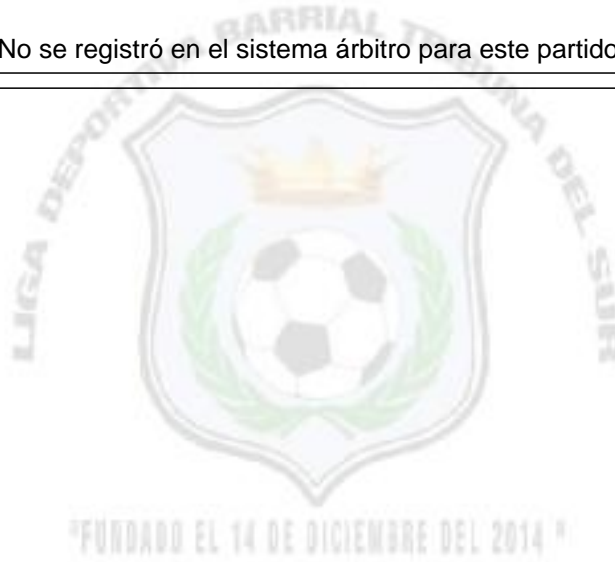 No se registró en el sistema árbitro para este partido
LIGA DEPORTIVA BARRIAL TRIBUNA DEL SUR
"FUNDADO EL 14 DE DICIEMBRE DEL 2014 "